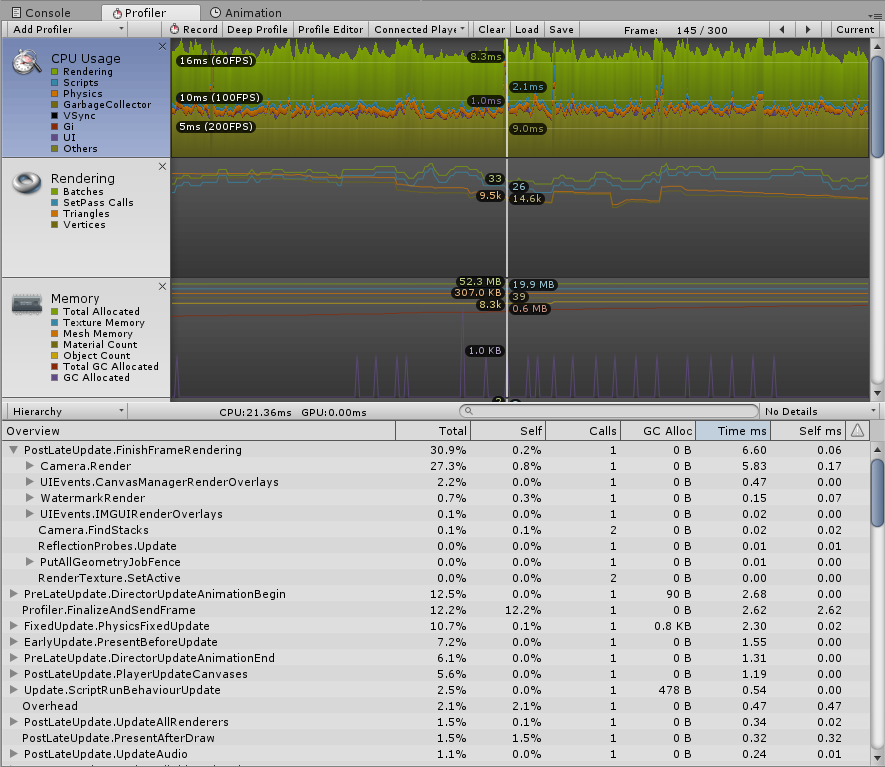 Console Profiler Animation
Add Profiler Record Deep Profile Profile Editor Connected Playe Clear Load Save Frame: 145 / 300 Current
CPU Usage
Rendering
Scripts
Physics
GarbageCollector
VSync
Gi
UI
Others
16ms (60FPS)
10ms (100FPS)
5ms (200FPS)
8.3ms
1.0ms
2.1ms
9.0ms
Rendering
Batches
SetPass Calls
Triangles
Vertices
33
9.5k
26
14.6k
Memory
Total Allocated
Texture Memory
Mesh Memory
Material Count
Object Count
Total GC Allocated
GC Allocated
52.3 MB
307.0 KB
8.3k
1.0 KB
19.9 MB
39
0.6 MB
Hierarchy CPU:21.36ms GPU:0.00ms No Details
Overview Total Self Calls GC Alloc Time ms Self ms
PostLateUpdate.FinishFrameRendering 30.9% 0.2% 1 0 B 6.60 0.06
Camera.Render 27.3% 0.8% 1 0 B 5.83 0.17
UIEvents.CanvasManagerRenderOverlays 2.2% 0.0% 1 0 B 0.47 0.00
WatermarkRender 0.7% 0.3% 1 0 B 0.15 0.07
UIEvents.IMGUIRenderOverlays 0.1% 0.0% 1 0 B 0.02 0.00
Camera.FindStacks 0.1% 0.1% 2 0 B 0.02 0.02
ReflectionProbes.Update 0.0% 0.0% 1 0 B 0.01 0.01
PutAllGeometryJobFence 0.0% 0.0% 1 0 B 0.01 0.00
RenderTexture.SetActive 0.0% 0.0% 2 0 B 0.00 0.00
PreLateUpdate.DirectorUpdateAnimationBegin 12.5% 0.0% 1 90 B 2.68 0.00
Profiler.FinalizeAndSendFrame 12.2% 12.2% 1 0 B 2.62 2.62
FixedUpdate.PhysicsFixedUpdate 10.7% 0.1% 1 0.8 KB 2.30 0.02
EarlyUpdate.PresentBeforeUpdate 7.2% 0.0% 1 0 B 1.55 0.00
PreLateUpdate.DirectorUpdateAnimationEnd 6.1% 0.0% 1 0 B 1.31 0.00
PostLateUpdate.PlayerUpdateCanvases 5.6% 0.0% 1 0 B 1.19 0.00
Update.ScriptRunBehaviourUpdate 2.5% 0.0% 1 478 B 0.54 0.00
Overhead 2.1% 2.1% 1 0 B 0.47 0.47
PostLateUpdate.UpdateAllRenderers 1.5% 0.1% 1 0 B 0.34 0.02
PostLateUpdate.PresentAfterDraw 1.5% 1.5% 1 0 B 0.32 0.32
PostLateUpdate.UpdateAudio 1.1% 0.0% 1 0 B 0.24 0.01